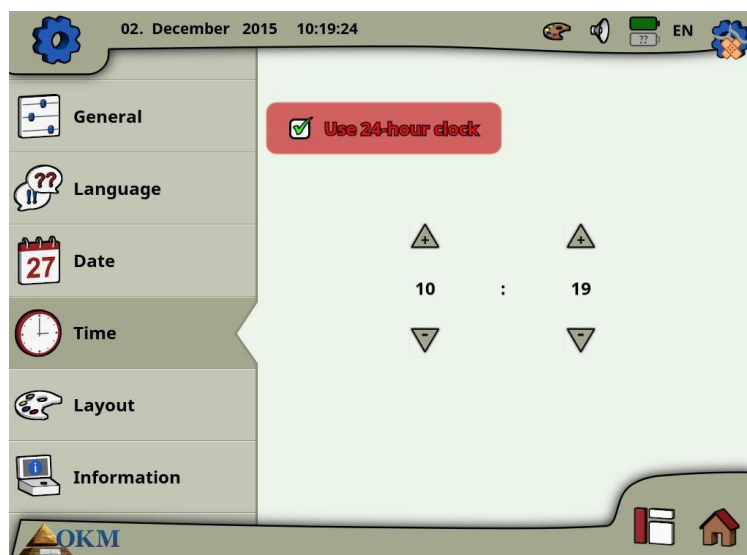 02. December 2015 10:19:24
??
EN
General
Use 24-hour clock
??
!!
Language
27
Date
10 : 19
Time
Layout
i
Information
OKM